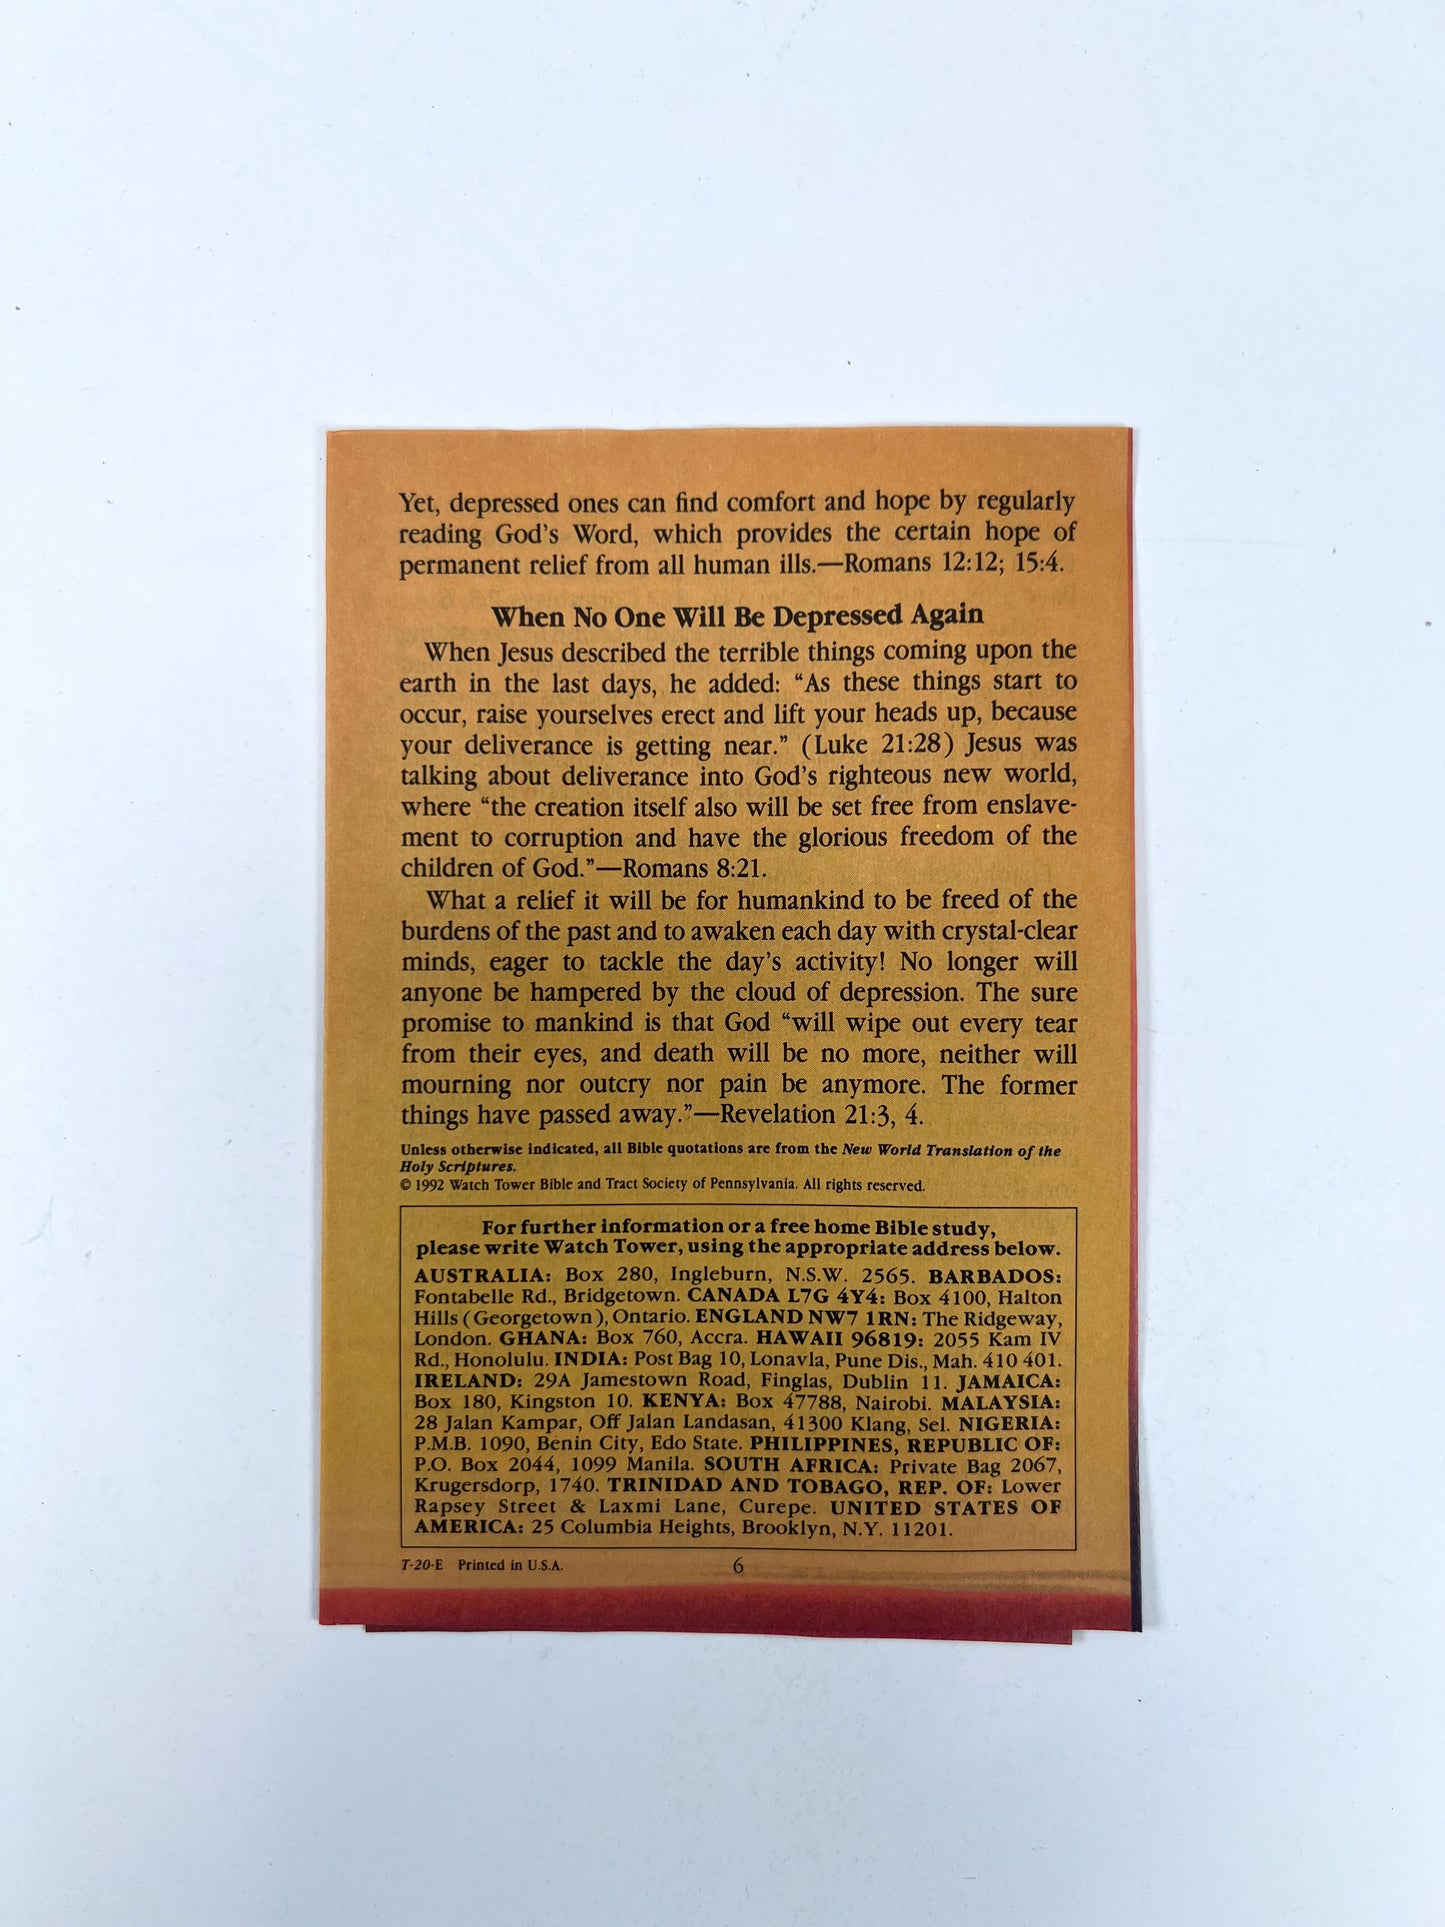 Yet, depressed ones can find comfort and hope by regularly
reading God's Word, which provides the certain hope of
permanent relief from all human ills.—Romans 12:12; 15:4.
When No One Will Be Depressed Again
When Jesus described the terrible things coming upon the
earth in the last days, he added: “As these things start to
occur, raise yourselves erect and lift your heads up, because
your deliverance is getting near.” (Luke 21:28) Jesus was
talking about deliverance into God's righteous new world,
where “the creation itself also will be set free from enslave-
ment to corruption and have the glorious freedom of the
children of God.”—Romans 8:21.
What a relief it will be for humankind to be freed of the
burdens of the past and to awaken each day with crystal-clear
minds, eager to tackle the day's activity! No longer will
anyone be hampered by the cloud of depression. The sure
promise to mankind is that God “will wipe out every tear
from their eyes, and death will be no more, neither will
mourning nor outcry nor pain be anymore. The former
things have passed away.”—Revelation 21:3, 4.
Unless otherwise indicated, all Bible quotations are from the New World Translation of the
Holy Scriptures.
© 1992 Watch Tower Bible and Tract Society of Pennsylvania. All rights reserved.
For further information or a free home Bible study,
please write Watch Tower, using the appropriate address below.
AUSTRALIA: Box 280, Ingleburn, N.S.W. 2565. BARBADOS:
Fontabelle Rd., Bridgetown. CANADA L7G 4Y4: Box 4100, Halton
Hills (Georgetown), Ontario. ENGLAND NW7 1RN: The Ridgeway,
London. GHANA: Box 760, Accra. HAWAII 96819: 2055 Kam IV
Rd., Honolulu. INDIA: Post Bag 10, Lonavla, Pune Dis., Mah. 410 401.
IRELAND: 29A Jamestown Road, Finglas, Dublin 11. JAMAICA:
Box 180, Kingston 10. KENYA: Box 47788, Nairobi. MALAYSIA:
28 Jalan Kampar, Off Jalan Landasan, 41300 Klang, Sel. NIGERIA:
P.M.B. 1090, Benin City, Edo State. PHILIPPINES, REPUBLIC OF:
P.O. Box 2044, 1099 Manila. SOUTH AFRICA: Private Bag 2067,
Krugersdorp, 1740. TRINIDAD AND TOBAGO, REP. OF: Lower
Rapsey Street & Laxmi Lane, Curepe. UNITED STATES OF
AMERICA: 25 Columbia Heights, Brooklyn, N.Y. 11201.
T-20-E Printed in U.S.A. 6